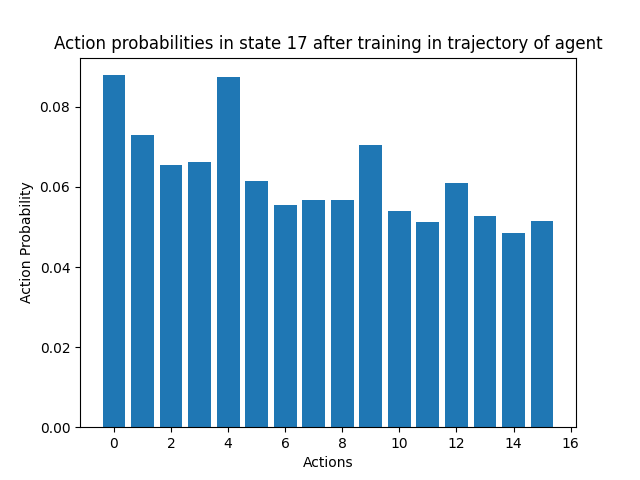 Action probabilities in state 17 after training in trajectory of agent
0.08
0.06
0.04
0.02
0.00
Action Probability
0 2 4 6 8 10 12 14 16
Actions